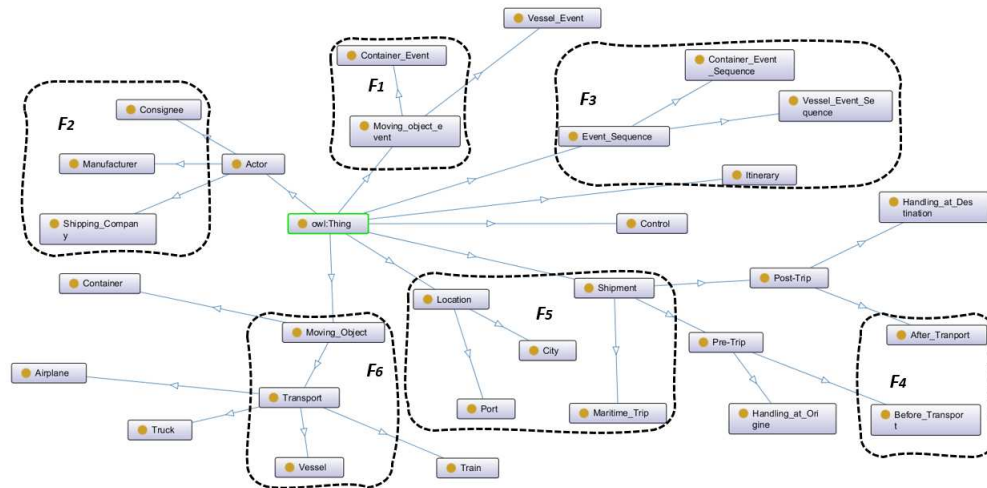 Vessel_Event
Container_Event
F1
Moving_object_e
vent
Container_Event
_Sequence
F3
Vessel_Event_Se
quence
Event_Sequence
Itinerary
F2
Consignee
Manufacturer
Actor
Shipping_Compan
y
owl:Thing
Control
Handing_at_Des
tination
Container
Location
Shipment
Post-Trip
F5
Moving_Object
City
Pre-Trip
After_Tranport
F6
F4
Airplane
Transport
Port
Maritime_Trip
Handling_at_Ori
gine
Before_Transpor
t
Truck
Vessel
Train